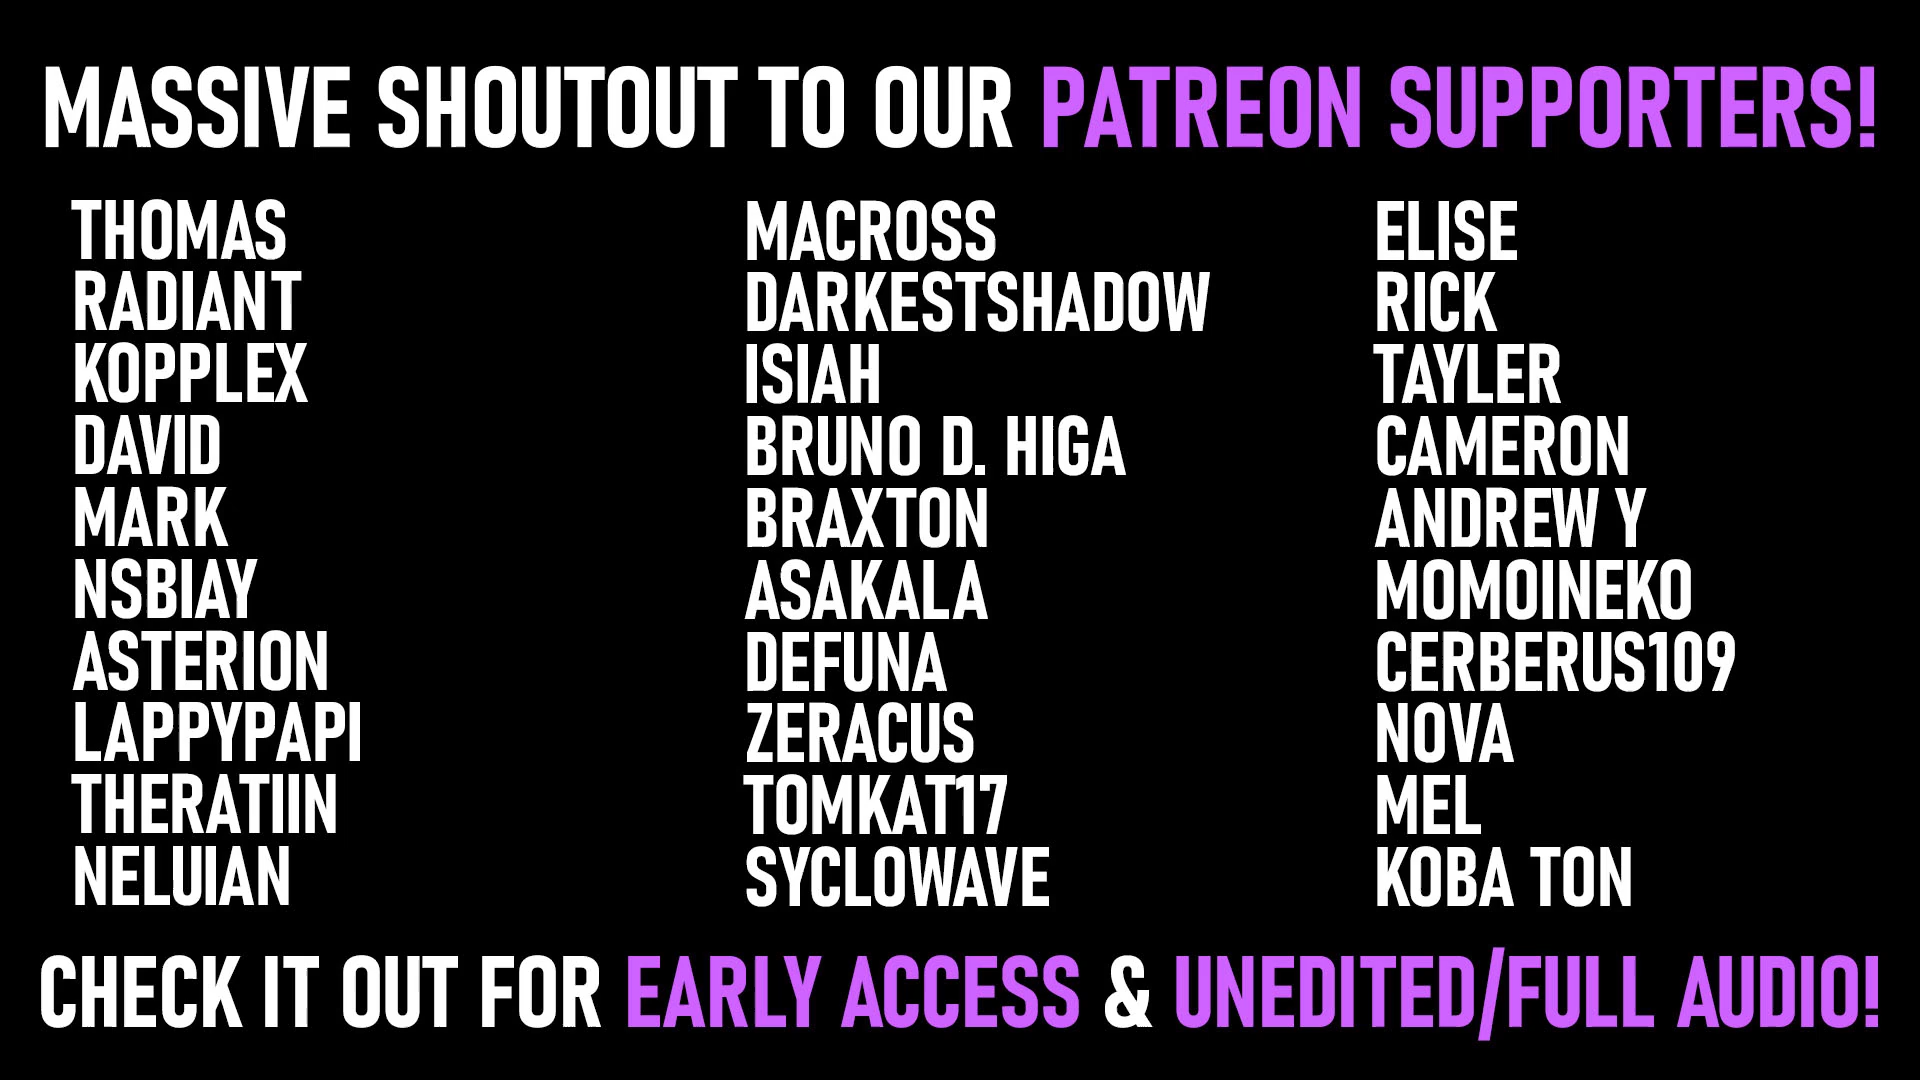 MASSIVE SHOUTOUT TO OUR PATREON SUPPORTERS!
THOMAS
RADIANT
KOPPLEX
DAVID
MARK
NSBIAY
ASTERION
LAPPYPAPI
THERATIIN
NELUIAN
MACROSS
DARKESTSHADOW
ISIAH
BRUNO D. HIGA
BRAXTON
ASAKALA
DEFUNA
ZERACUS
TOMKAT17
SYCLOWAVE
ELISE
RICK
TAYLER
CAMERON
ANDREW Y
MOMOINEKO
CERBERUS109
NOVA
MEL
KOBA TON
CHECK IT OUT FOR EARLY ACCESS & UNEDITED/FULL AUDIO!